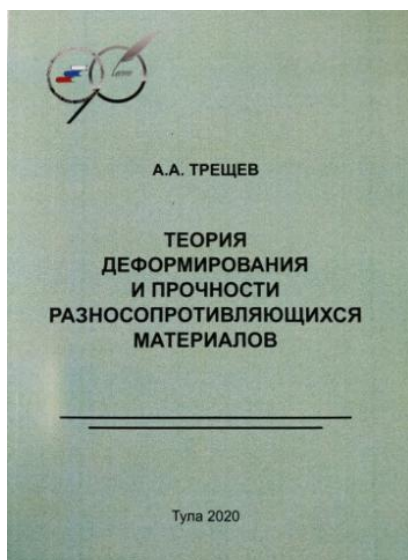 А.А. ТРЕЩЕВ
ТЕОРИЯ
ДЕФОРМИРОВАНИЯ
И ПРОЧНОСТИ
РАЗНОСОПРОТИВЛЯЮЩИХСЯ
МАТЕРИАЛОВ
Тула 2020